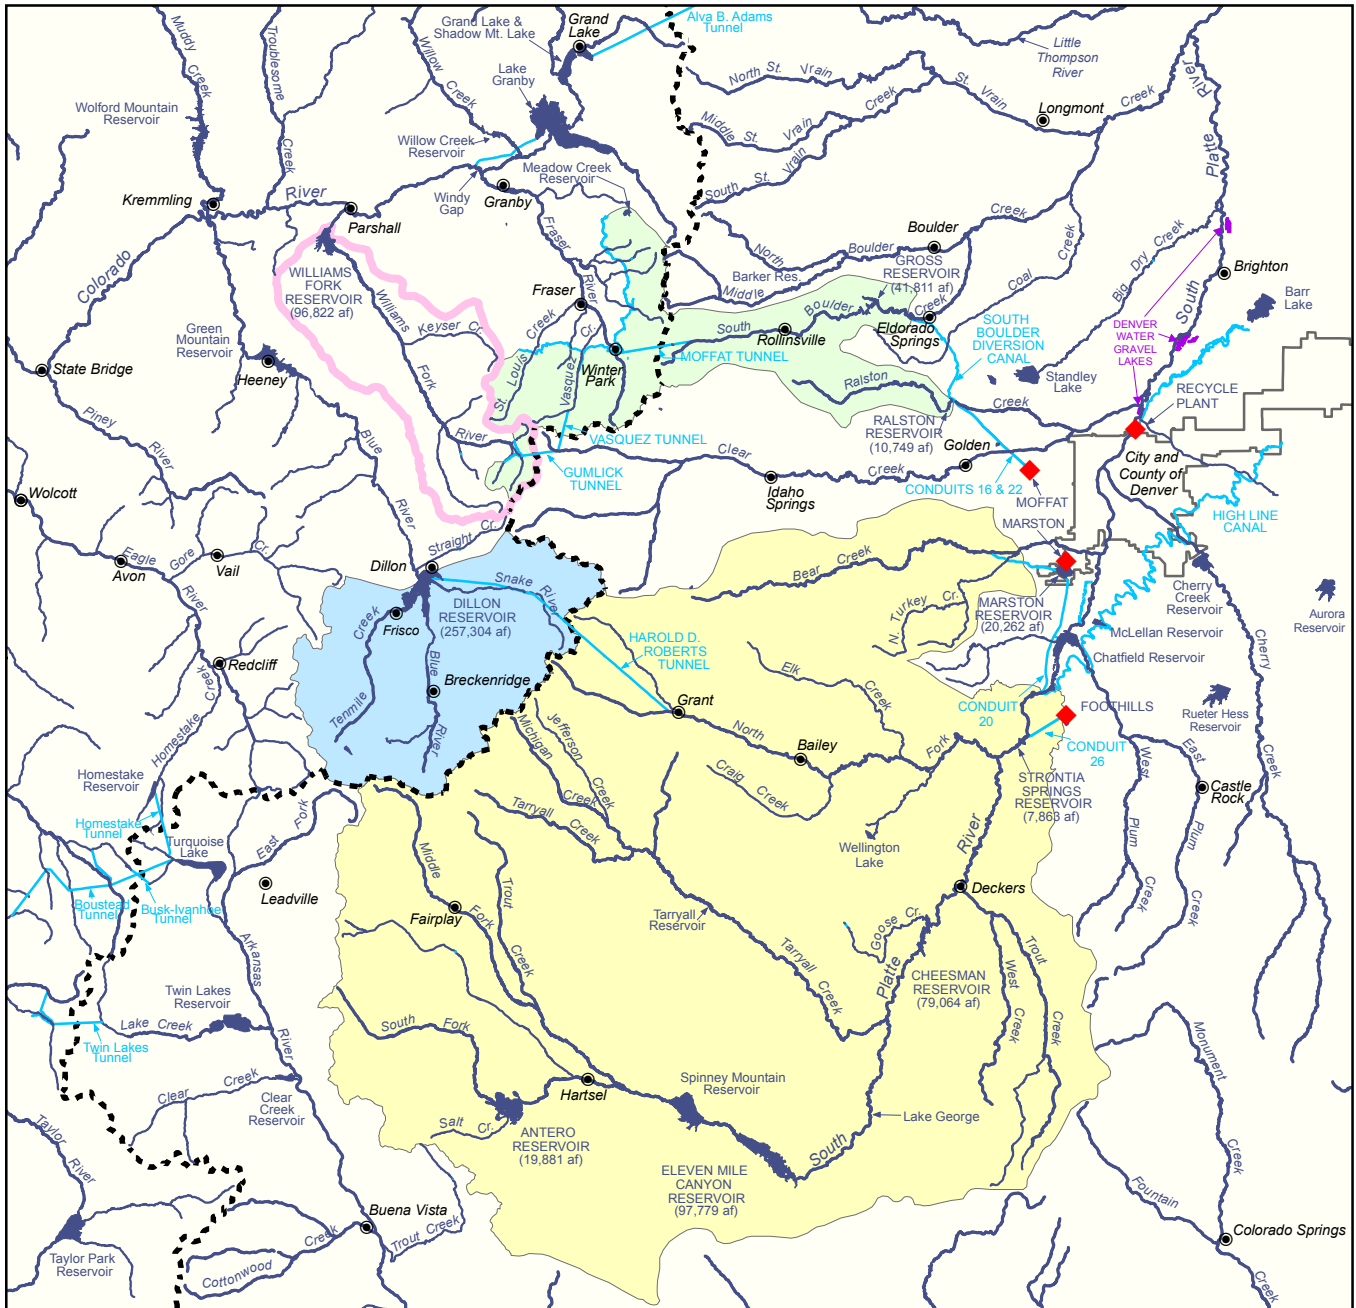 Muddy
Creek
Troublesome
Creek
Willow
Creek
Grand Lake &
Shadow Mt. Lake
Grand
Lake
Alva B. Adams
Tunnel
Little
Thompson
River
River
Platte
South
Wolford Mountain
Reservoir
Lake
Granby
North St. Vrain
Creek
St.
Vrain
Creek
Longmont
Middle
St.
Vrain
South
St.
Vrain
Willow Creek
Reservoir
Meadow Creek
Reservoir
Windy
Gap
Granby
Kremmling
River
Parshall
Colorado
Fraser
River
Boulder
Creek
North
Boulder
Barker Res.
Middle
GROSS
RESERVOIR
(41,811 af)
Coal
Creek
Big Dry Creek
Brighton
Barr
Lake
WILLIAMS
FORK
RESERVOIR
(96,822 af)
Williams
Fork
River
Keyser Cr.
Fraser
St. Louis
Creek
Vasquez
Cr.
Winter
Park
MOFFAT TUNNEL
South
Boulder
Creek
Rollinsville
Eldorado
Springs
SOUTH
BOULDER
DIVERSION
CANAL
DENVER
WATER
GRAVEL
LAKES
Standley
Lake
RECYCLE
PLANT
Green
Mountain
Reservoir
Heeney
State Bridge
Piney
River
Blue
River
Ralston
Creek
RALSTON
RESERVOIR
(10,749 af)
VASQUEZ TUNNEL
GUMLICK
TUNNEL
Clear
Creek
Idaho
Springs
Golden
CONDUITS 16 & 22
MOFFAT
City and
County of
Denver
HIGH LINE
CANAL
Wolcott
Eagle
River
Avon
Gore
Cr.
Vail
Straight
Cr.
Dillon
Snake
River
DILLON
RESERVOIR
(257,304 af)
Frisco
Tenmile
Creek
Blue
River
Breckenridge
Bear Creek
N. Turkey Cr.
MARSTON
MARSTON
RESERVOIR
(20,262 af)
McLellan Reservoir
Chatfield Reservoir
Cherry
Creek
Reservoir
Aurora
Reservoir
Cherry
Creek
HAROLD D.
ROBERTS
TUNNEL
Grant
Elk
Creek
North
Fork
Bailey
Craig
Creek
CONDUIT
20
FOOTHILLS
CONDUIT
26
Rueter Hess
Reservoir
STRONTIA
SPRINGS
RESERVOIR
(7,863 af)
West
Plum
Creek
East
Plum
Creek
Castle
Rock
Redcliff
Homestake
Creek
Homestake
Reservoir
Homestake
Tunnel
Turquoise
Lake
East
Fork
Leadville
Boustead
Tunnel
Busk-Ivanhoe
Tunnel
Michigan
Creek
Jefferson
Creek
Tarryall
Creek
Wellington
Lake
River
Deckers
Middle
Fork
Fairplay
Trout
Creek
Tarryall
Reservoir
Tarryall
Creek
Goose Cr.
Platte
CHEESMAN
RESERVOIR
(79,064 af)
West
Creek
Trout
Creek
Arkansas
River
Twin Lakes
Reservoir
Lake Creek
Twin Lakes
Tunnel
Clear
Creek
Clear
Creek
Reservoir
South
Fork
Hartsel
Salt
Cr.
ANTERO
RESERVOIR
(19,881 af)
Spinney Mountain
Reservoir
ELEVEN MILE
CANYON
RESERVOIR
(97,779 af)
South
Lake George
Monument
Creek
Fountain
Creek
Colorado Springs
Taylor
River
Taylor Park
Reservoir
Buena Vista
Trout Creek
Cottonwood
Creek